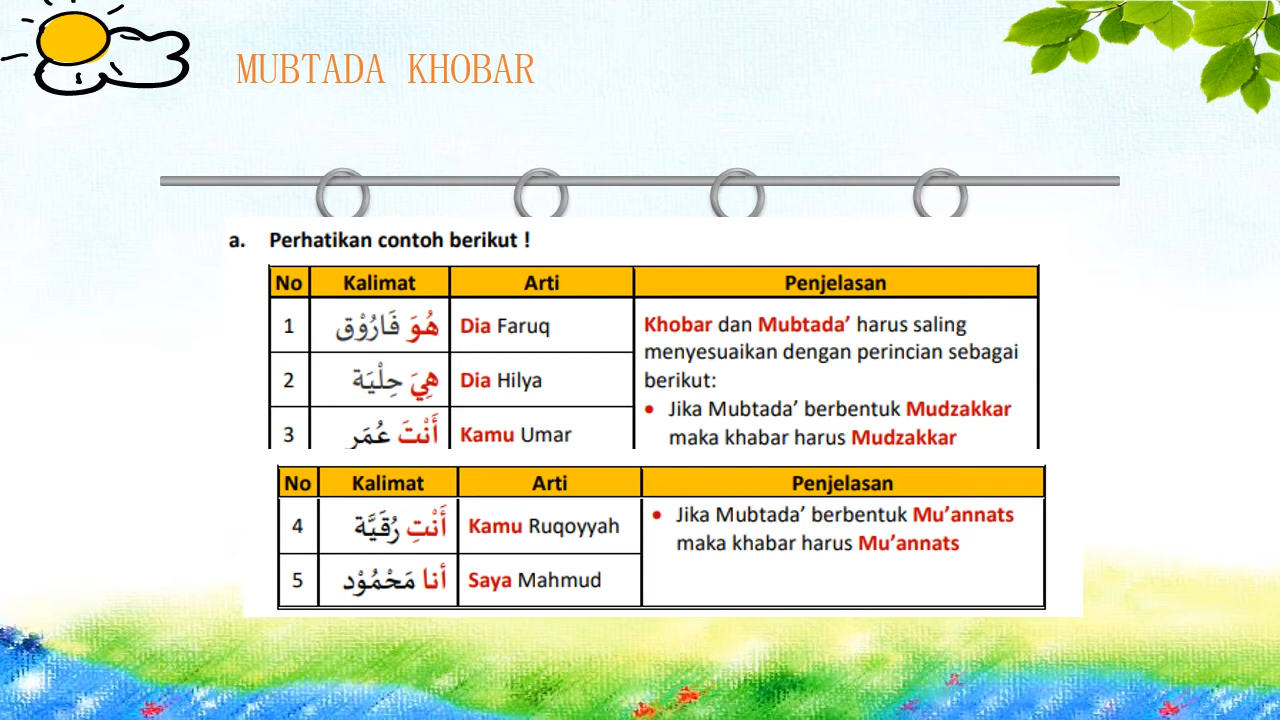 MUBTADA KHOBAR
a. Perhatikan contoh berikut !
No Kalimat Arti Penjelasan
1 هُوَ فَارُوْق Dia Faruq
2 هِيَ حِلْيَة Dia Hilya
3 أَنْتَ عُمَر Kamu Umar
Khobar dan Mubtada’ harus saling
menyesuaikan dengan perincian sebagai
berikut:
• Jika Mubtada’ berbentuk Mudzakkar
maka khabar harus Mudzakkar
No Kalimat Arti Penjelasan
4 أَنْتِ رُقَيَّة Kamu Ruqoyyah
5 أنا مَحْمُوْد Saya Mahmud
• Jika Mubtada’ berbentuk Mu’annats
maka khabar harus Mu’annats